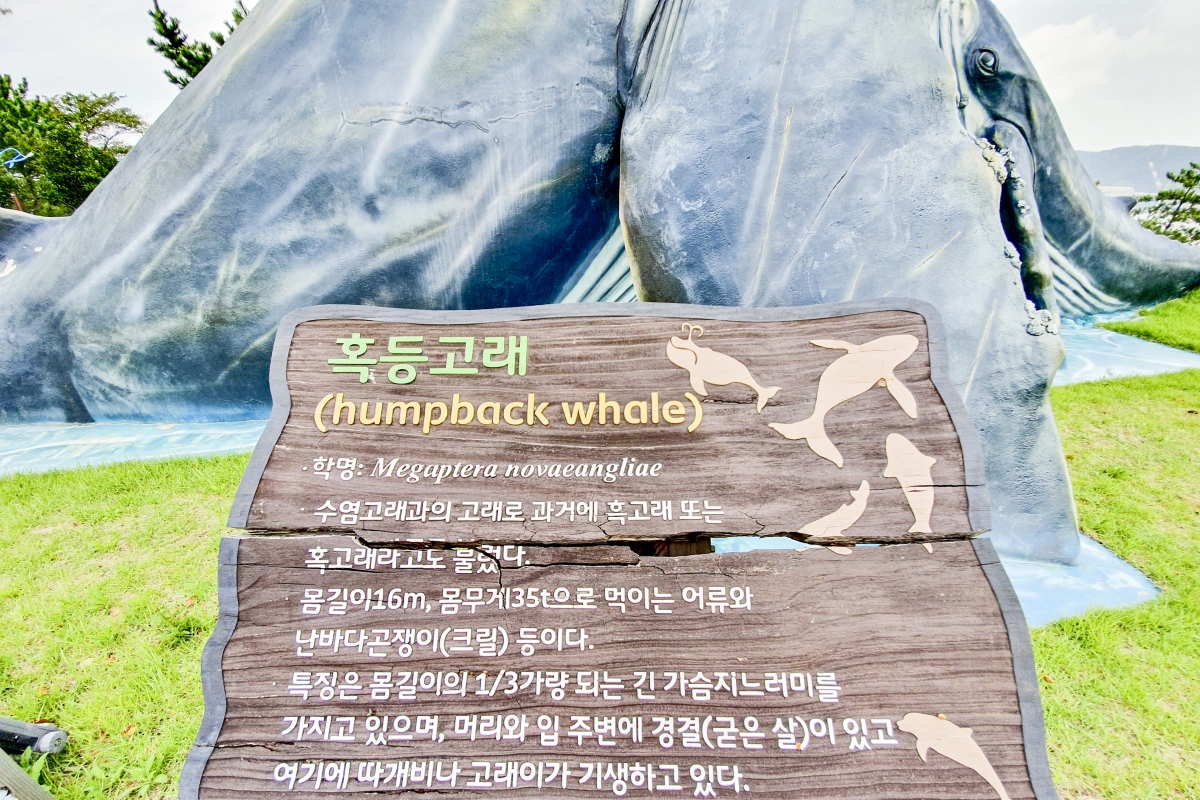 혹등고래
(humpback whale)
·학명: Megaptera novaeangliae
·수염고래과의 고래로 과거에 흑고래 또는
혹고래라고도 불렀다.
·몸길이16m, 몸무게35t으로 먹이는 어류와
난바다곤쟁이(크릴) 등이다.
·특징은 몸길이의 1/3가량 되는 긴 가슴지느러미를
가지고 있으며, 머리와 입 주변에 경결(굳은 살)이 있고
여기에 따개비나 고래이가 기생하고 있다.